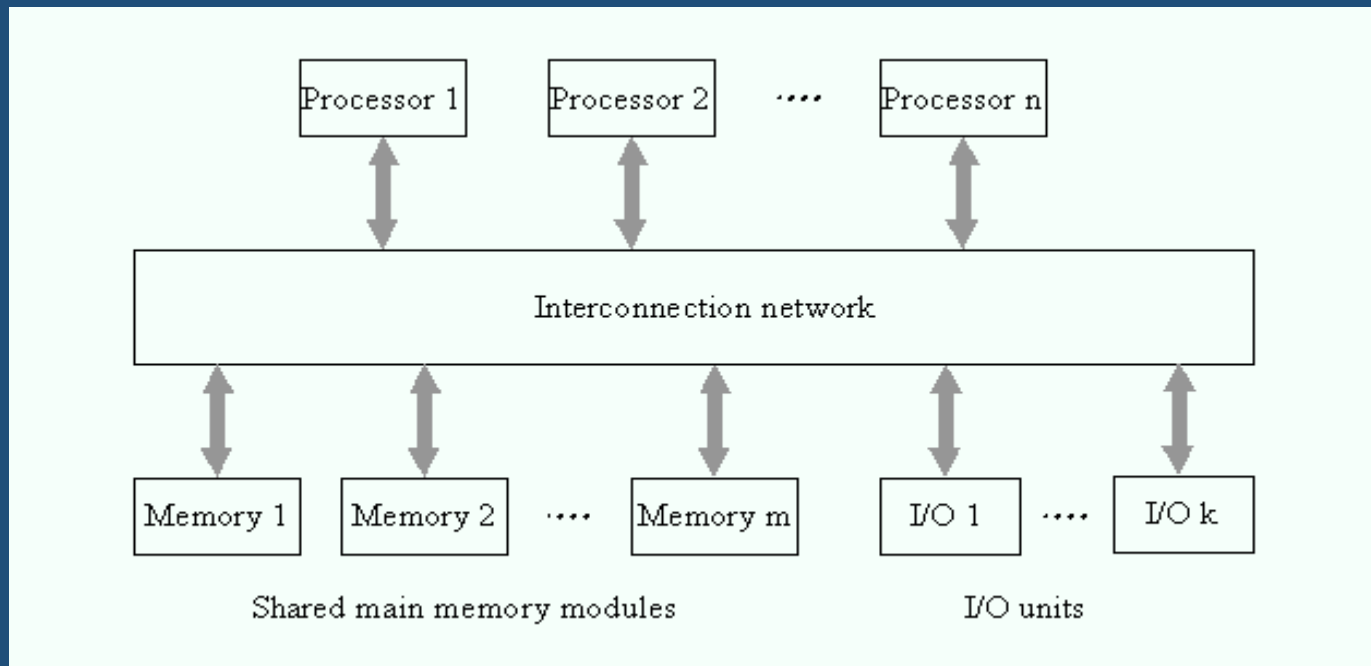 Processor 1
Processor 2
....
Processor n
Interconnection network
Memory 1
Memory 2
....
Memory m
I/O 1
....
I/O k
Shared main memory modules
I/O units